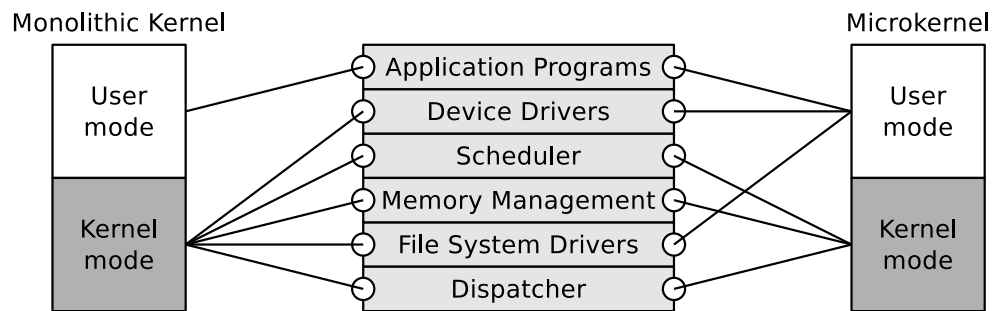 Monolithic Kernel
Microkernel
User
mode
Kernel
mode
Application Programs
Device Drivers
Scheduler
Memory Management
File System Drivers
Dispatcher
User
mode
Kernel
mode